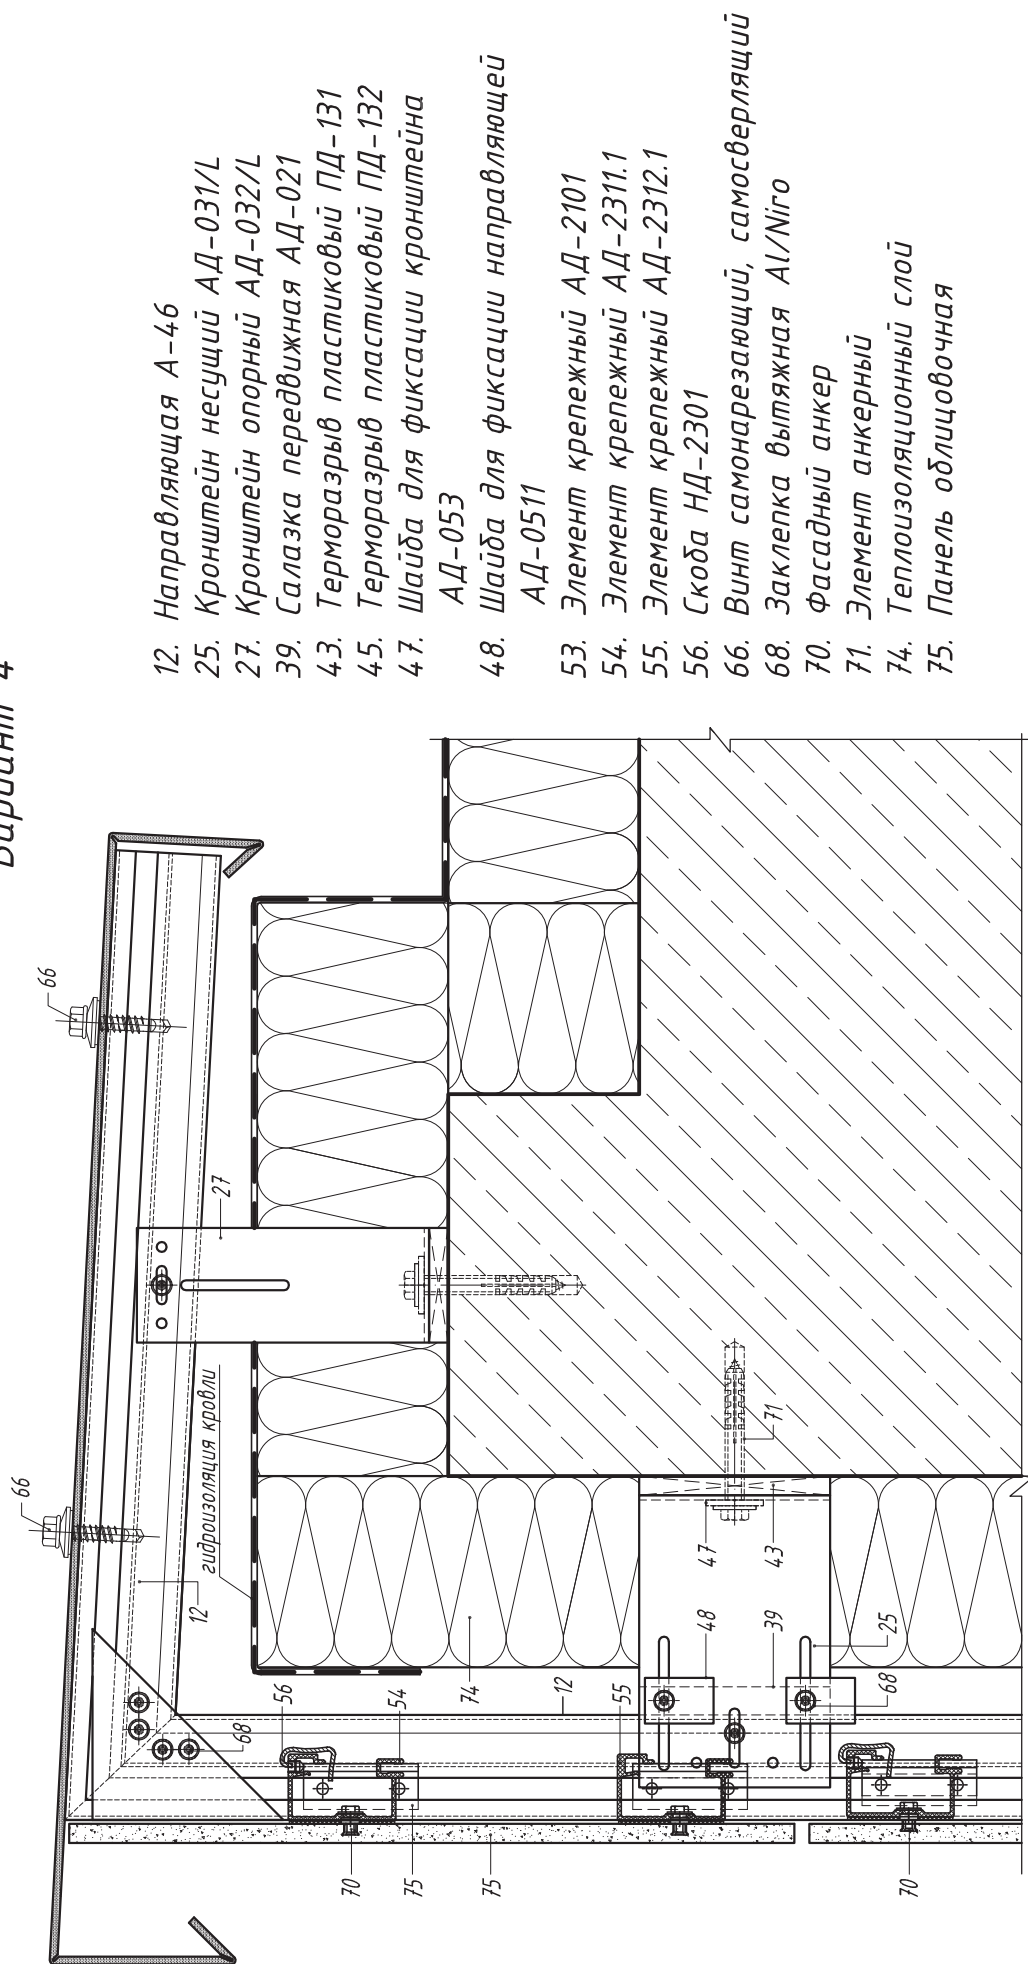 Вариант 4
12. Направляющая А-46
25. Кронштейн несущий АД-031/L
27. Кронштейн опорный АД-032/L
39. Салазка передвижная АД-021
43. Терморазрыв пластиковый ПД-131
45. Терморазрыв пластиковый ПД-132
47. Шайба для фиксации кронштейна
АД-053
48. Шайба для фиксации направляющей
АД-0511
53. Элемент крепежный АД-2101
54. Элемент крепежный АД-2311.1
55. Элемент крепежный АД-2312.1
56. Скоба НД-2301
66. Винт самонарезающий, самосверлящий
68. Заклепка вытяжная Al/Niro
70. Фасадный анкер
71. Элемент анкерный
74. Теплоизоляционный слой
75. Панель облицовочная
66
66
27
12
гидроизоляция кровли
68
56
54
74
12
55
47
43
71
48
39
25
68
70
75
75
70